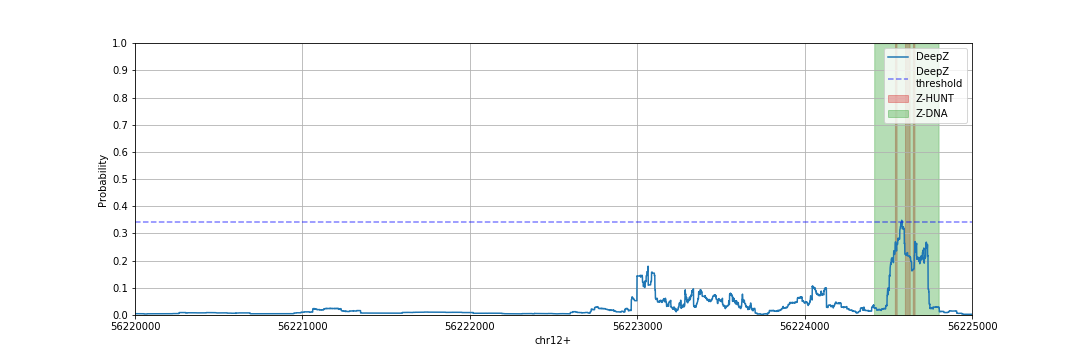 1.0
0.9
0.8
0.7
0.6
0.5
0.4
0.3
0.2
0.1
0.0
Probability
DeepZ
DeepZ
threshold
Z-HUNT
Z-DNA
56220000
56221000
56222000
56223000
56224000
56225000
chr12+